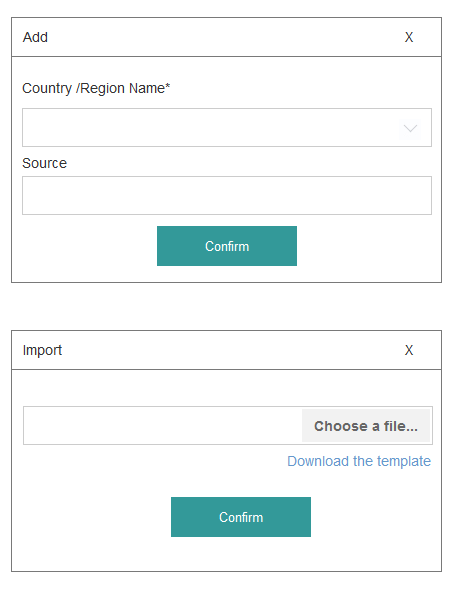 Add X
Country /Region Name*
Source
Confirm
Import X
Choose a file...
Download the template
Confirm